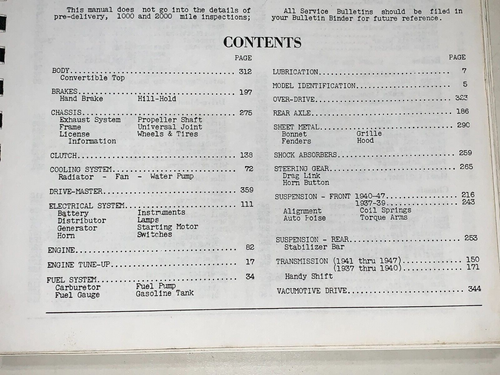 This manual does not go into the details of
pre-delivery, 1000 and 2000 mile inspections;
All Service Bulletins should be filed in
your Bulletin Binder for future reference.
CONTENTS
PAGE
BODY 312
Convertible Top
BRAKES 197
Hand Brake Hill-Hold
CHASSIS 275
Exhaust System Propeller Shaft
Frame Universal Joint
License Wheels & Tires
Information
CLUTCH 138
COOLING SYSTEM 72
Radiator - Fan - Water Pump
DRIVE-MASTER 359
ELECTRICAL SYSTEM 111
Battery Instruments
Distributor Lamps
Generator Starting Motor
Horn Switches
ENGINE 82
ENGINE TUNE-UP 17
FUEL SYSTEM 34
Carburetor Fuel Pump
Fuel Gauge Gasoline Tank
PAGE
LUBRICATION 7
MODEL IDENTIFICATION 5
OVER-DRIVE 323
REAR AXLE 186
SHEET METAL 290
Bonnet Grille
Fenders Hood
SHOCK ABSORBERS 259
STEERING GEAR 265
Drag Link
Horn Button
SUSPENSION - FRONT 1940-47 216
1937-39 243
Alignment Coil Springs
Auto Poise Torque Arms
SUSPENSION - REAR 253
Stabilizer Bar
TRANSMISSION (1941 thru 1947) 150
(1937 thru 1940) 171
Handy Shift
VACUMOTIVE DRIVE 344